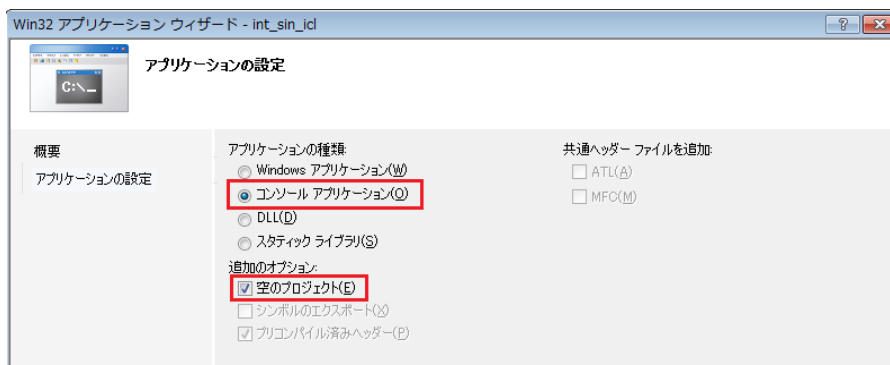 Win32 アプリケーション ウィザード - int_sin_icl
C:\_
アプリケーションの設定
概要
アプリケーションの設定
アプリケーションの種類:
Windows アプリケーション(W)
コンソール アプリケーション(O)
DLL(D)
スタティック ライブラリ(S)
追加のオプション:
空のプロジェクト(E)
シンボルのエクスポート(X)
プリコンパイル済みヘッダー(P)
共通ヘッダー ファイルを追加:
ATL(A)
MFC(M)